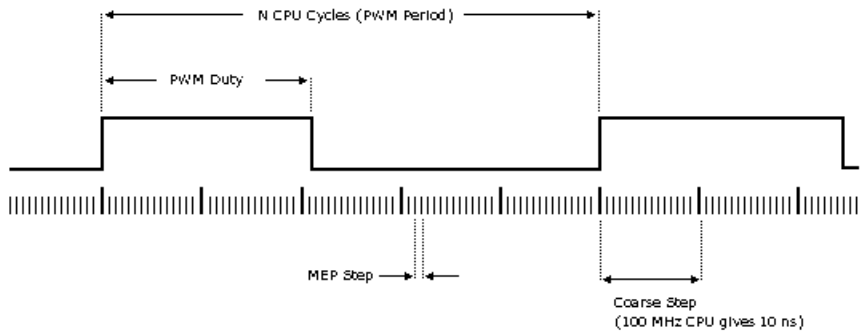 N CPU Cycles (PWM Period)
PWM Duty
MEP Step
Coarse Step
(100 MHz CPU gives 10 ns)